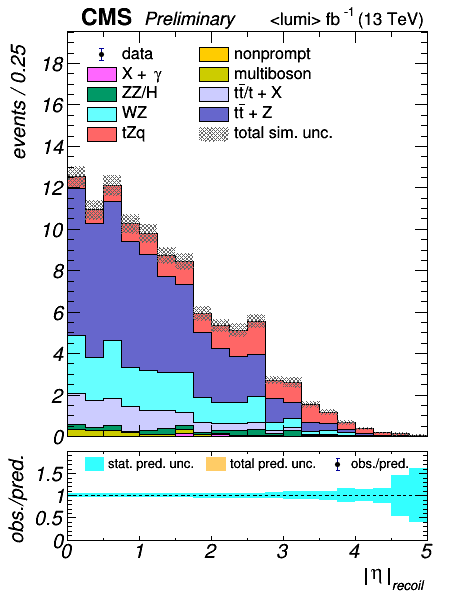 CMS Preliminary <lumi> fb⁻¹ (13 TeV)
events / 0.25
data
nonprompt
X + γ
multiboson
ZZ/H
tt̄/t + X
WZ
tt̄ + Z
tZq
total sim. unc.
18
16
14
12
10
8
6
4
2
0
obs./pred.
stat. pred. unc.
total pred. unc.
obs./pred.
1.5
1
0.5
0
0 1 2 3 4 5
|η|recoil